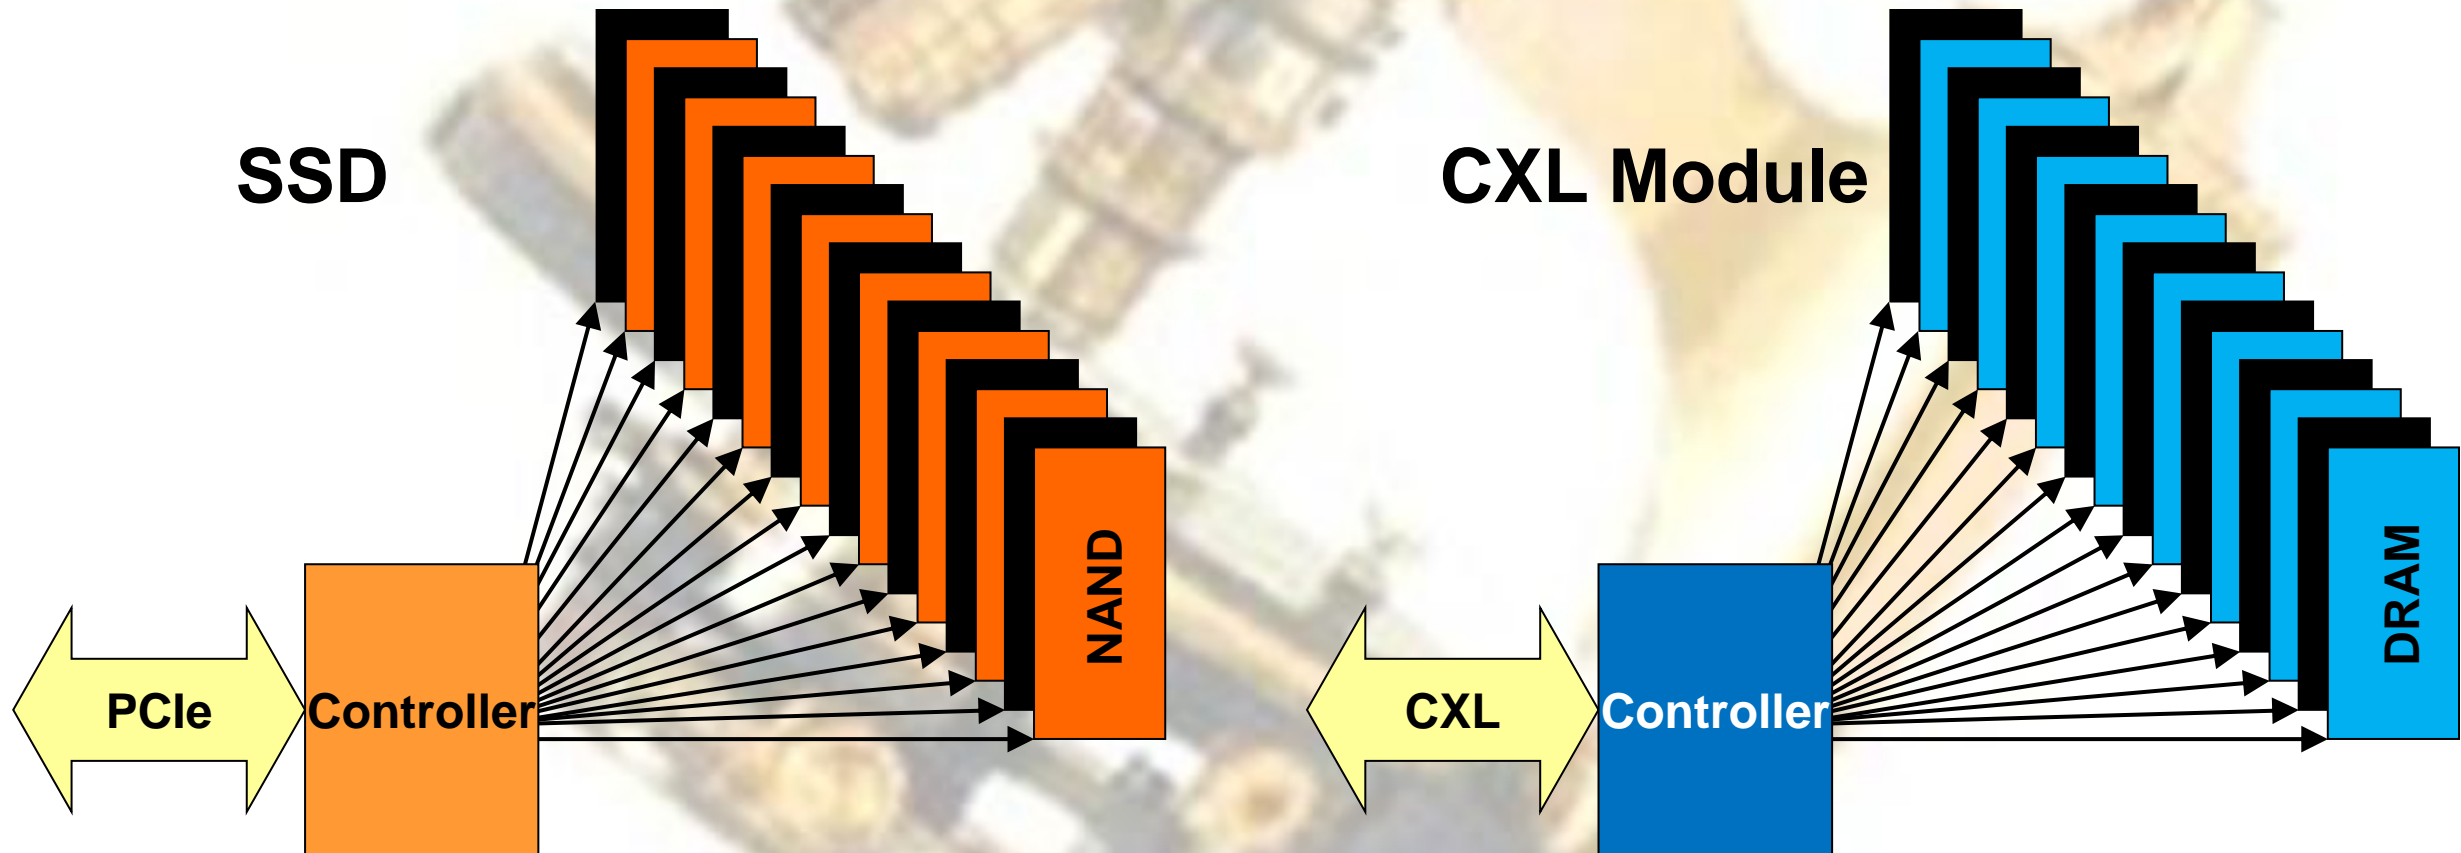 SSD
NAND
PCIe
Controller
CXL Module
DRAM
CXL
Controller